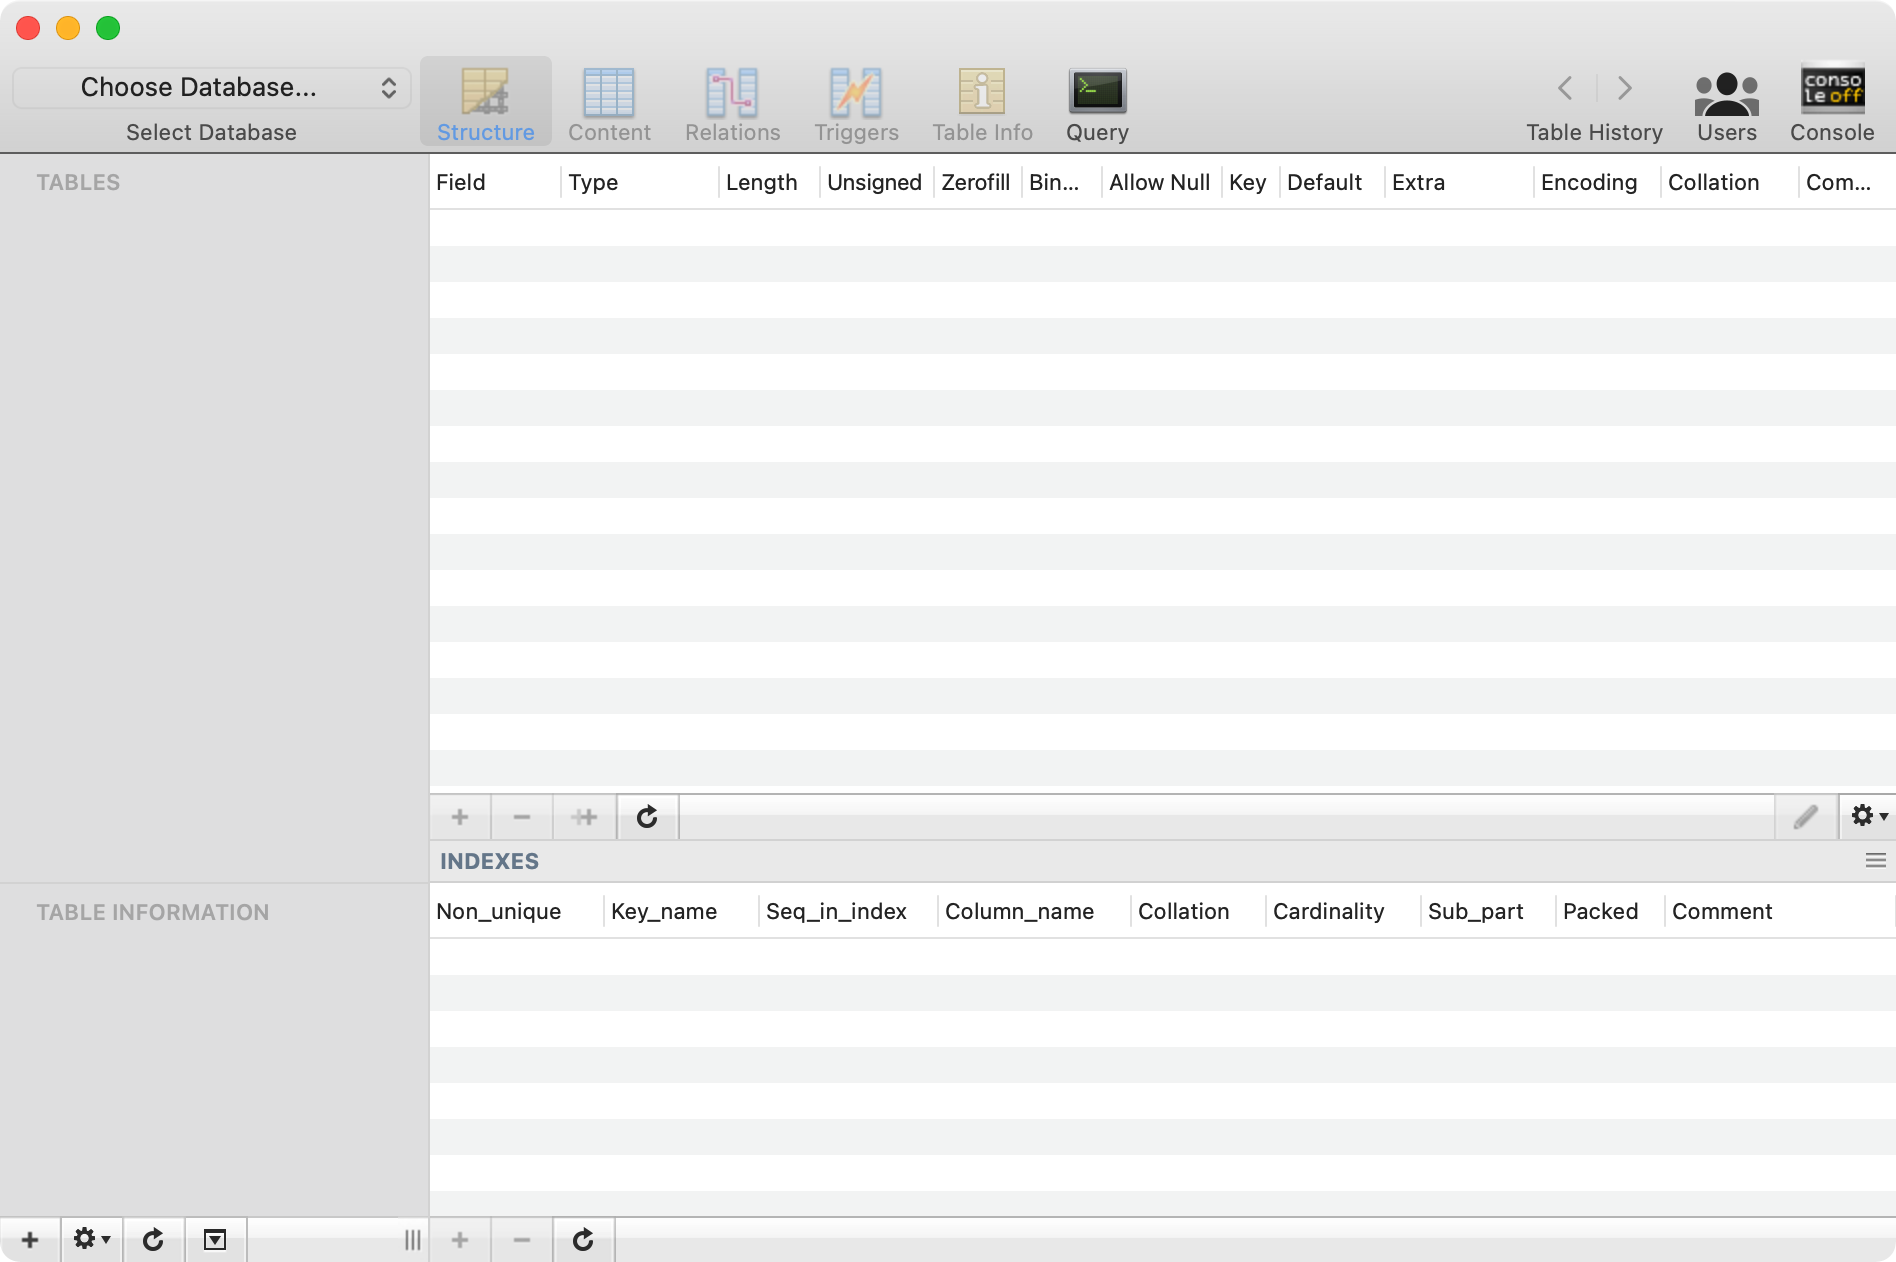 Choose Database...
Select Database
Structure
Content
Relations
Triggers
Table Info
Query
Table History
Users
conso
le off
Console
TABLES
Field Type Length Unsigned Zerofill Bin... Allow Null Key Default Extra Encoding Collation Com...
INDEXES
TABLE INFORMATION
Non_unique Key_name Seq_in_index Column_name Collation Cardinality Sub_part Packed Comment